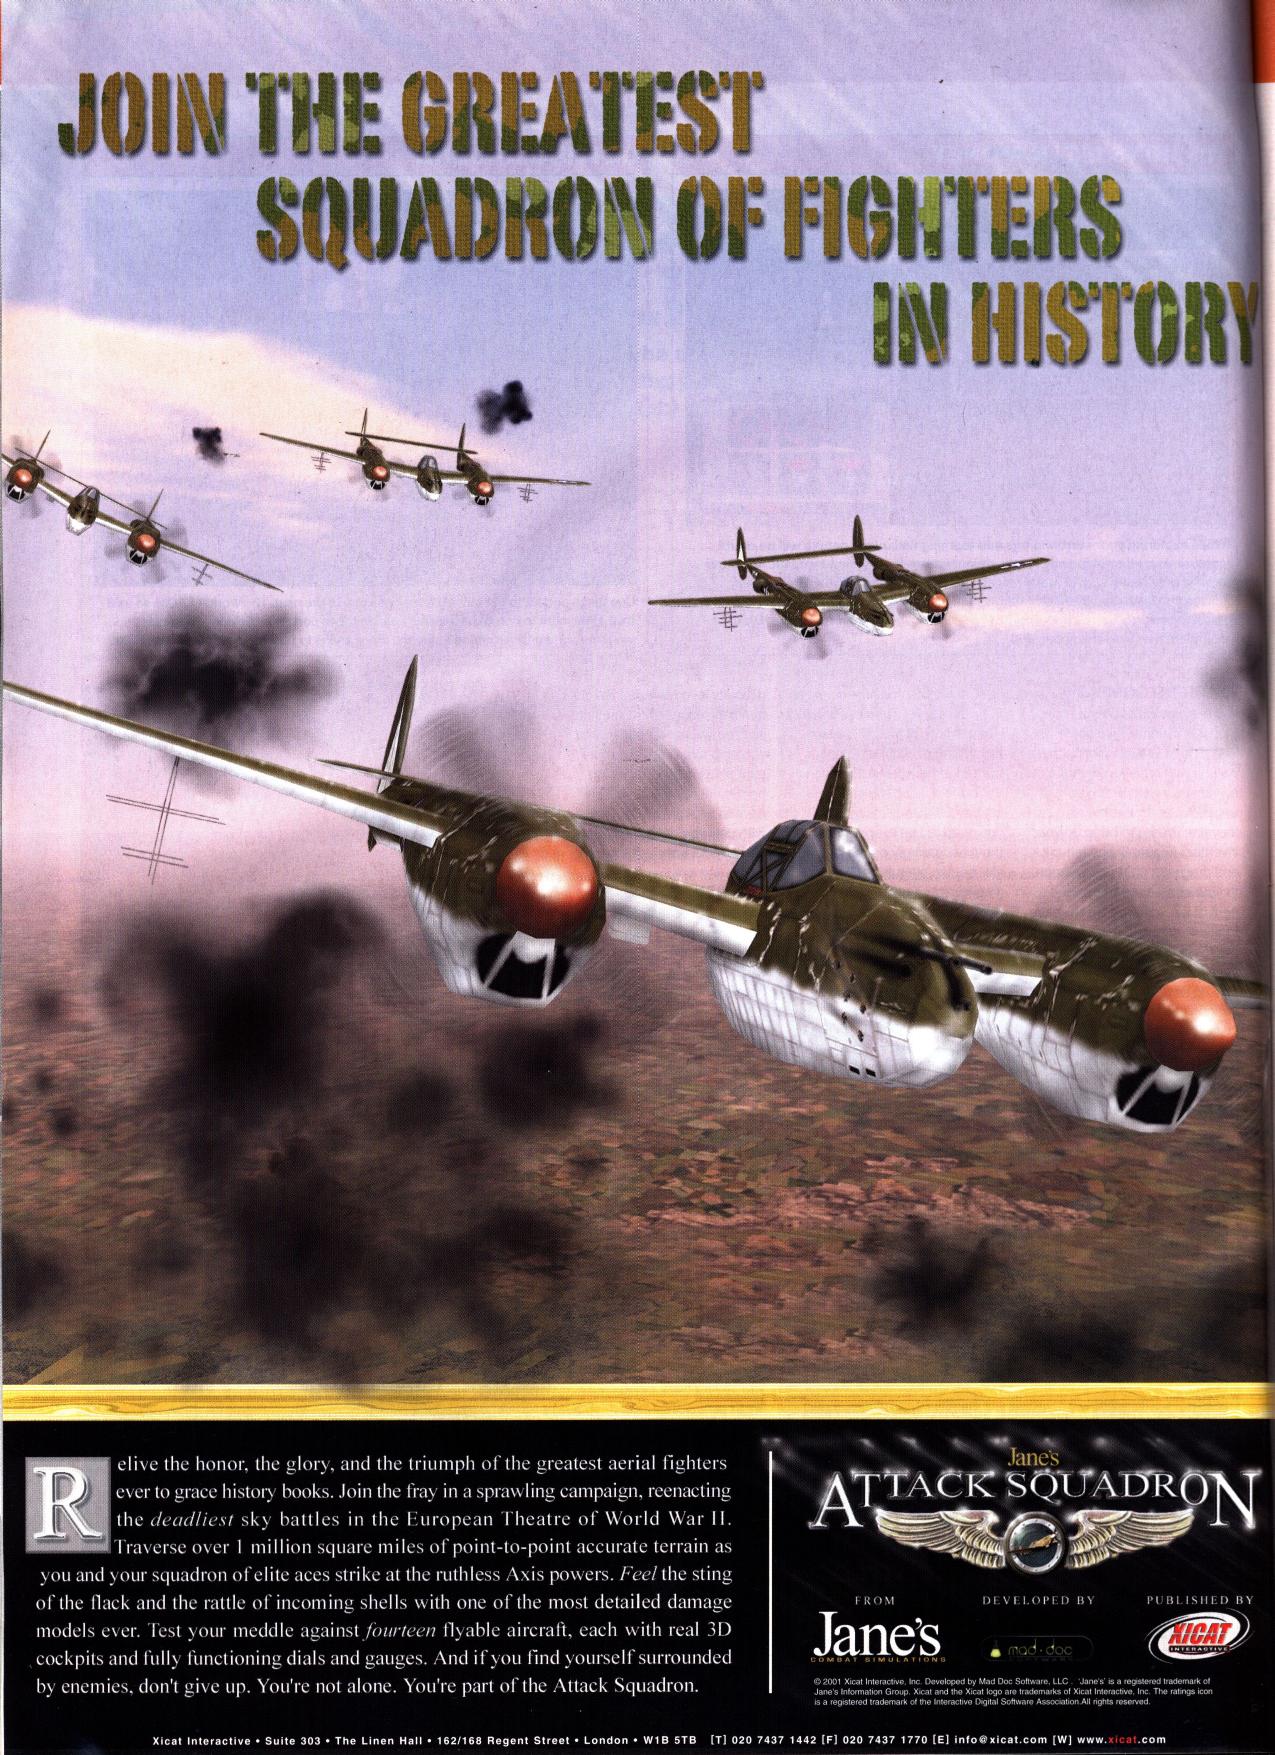 JOIN THE GREATEST
SQUADRON OF FIGHTERS
IN HISTORY
Relive the honor, the glory, and the triumph of the greatest aerial fighters
ever to grace history books. Join the fray in a sprawling campaign, reenacting
the deadliest sky battles in the European Theatre of World War II.
Traverse over 1 million square miles of point-to-point accurate terrain as
you and your squadron of elite aces strike at the ruthless Axis powers. Feel the sting
of the flack and the rattle of incoming shells with one of the most detailed damage
models ever. Test your meddle against fourteen flyable aircraft, each with real 3D
cockpits and fully functioning dials and gauges. And if you find yourself surrounded
by enemies, don't give up. You're not alone. You're part of the Attack Squadron.
Jane's
ATTACK SQUADRON
FROM
Jane's
COMBAT SIMULATIONS
DEVELOPED BY
mad·doc
SOFTWARE
PUBLISHED BY
XICAT
INTERACTIVE
© 2001 Xicat Interactive, Inc. Developed by Mad Doc Software, LLC . 'Jane's' is a registered trademark of
Jane's Information Group. Xicat and the Xicat logo are trademarks of Xicat Interactive, Inc. The ratings icon
is a registered trademark of the Interactive Digital Software Association.All rights reserved.
Xicat Interactive • Suite 303 • The Linen Hall • 162/168 Regent Street • London • W1B 5TB [T] 020 7437 1442 [F] 020 7437 1770 [E] info@xicat.com [W] www.xicat.com